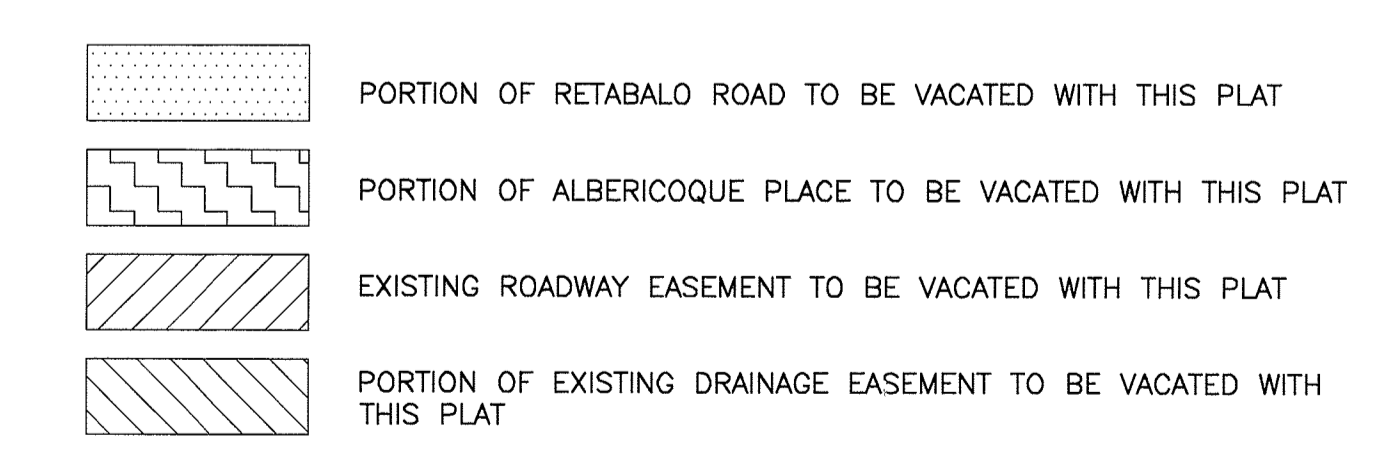 PORTION OF RETABALO ROAD TO BE VACATED WITH THIS PLAT
PORTION OF ALBERICOQUE PLACE TO BE VACATED WITH THIS PLAT
EXISTING ROADWAY EASEMENT TO BE VACATED WITH THIS PLAT
PORTION OF EXISTING DRAINAGE EASEMENT TO BE VACATED WITH
THIS PLAT